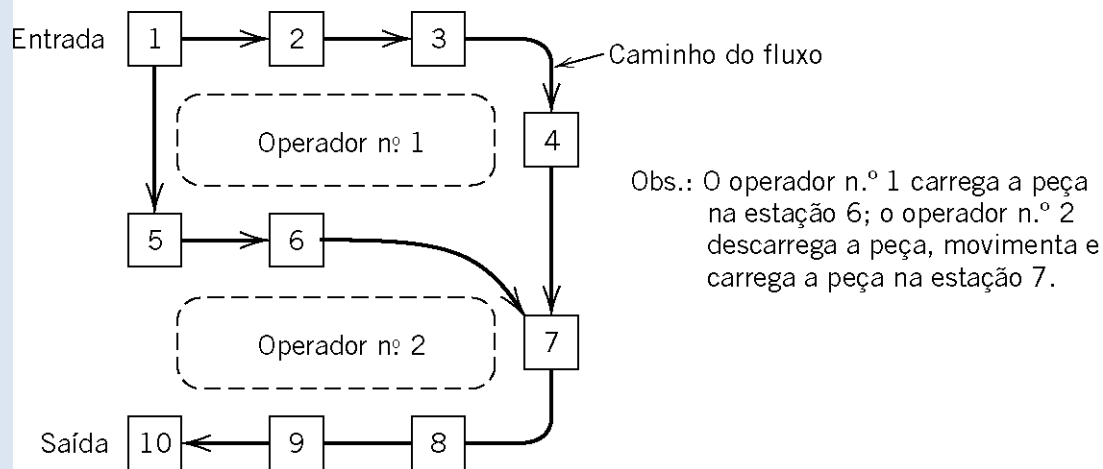 Entrada 1 2 3
Caminho do fluxo
4
Operador nº 1
Obs.: O operador n.º 1 carrega a peça
na estação 6; o operador n.º 2
descarrega a peça, movimenta e
carrega a peça na estação 7.
5 6
7
Operador nº 2
Saída 10 9 8